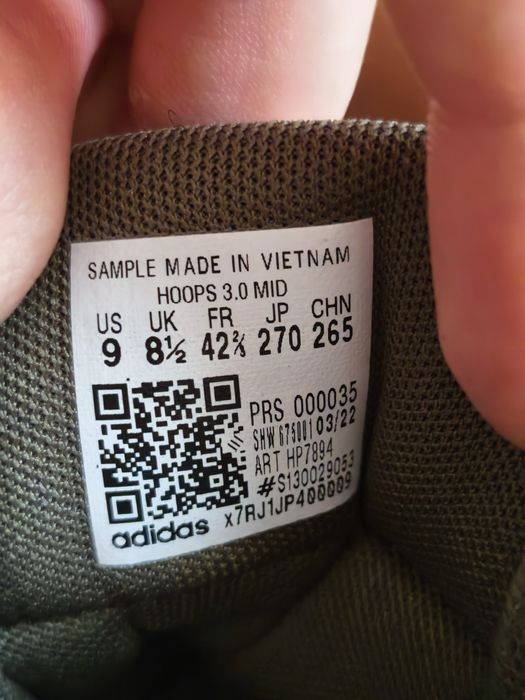 SAMPLE MADE IN VIETNAM
HOOPS 3.0 MID
US UK FR JP CHN
9 8½ 42⅔ 270 265
PRS 000035
SHW 673001 03/22
ART HP7894
#S130029053
x7RJ1JP400009
adidas